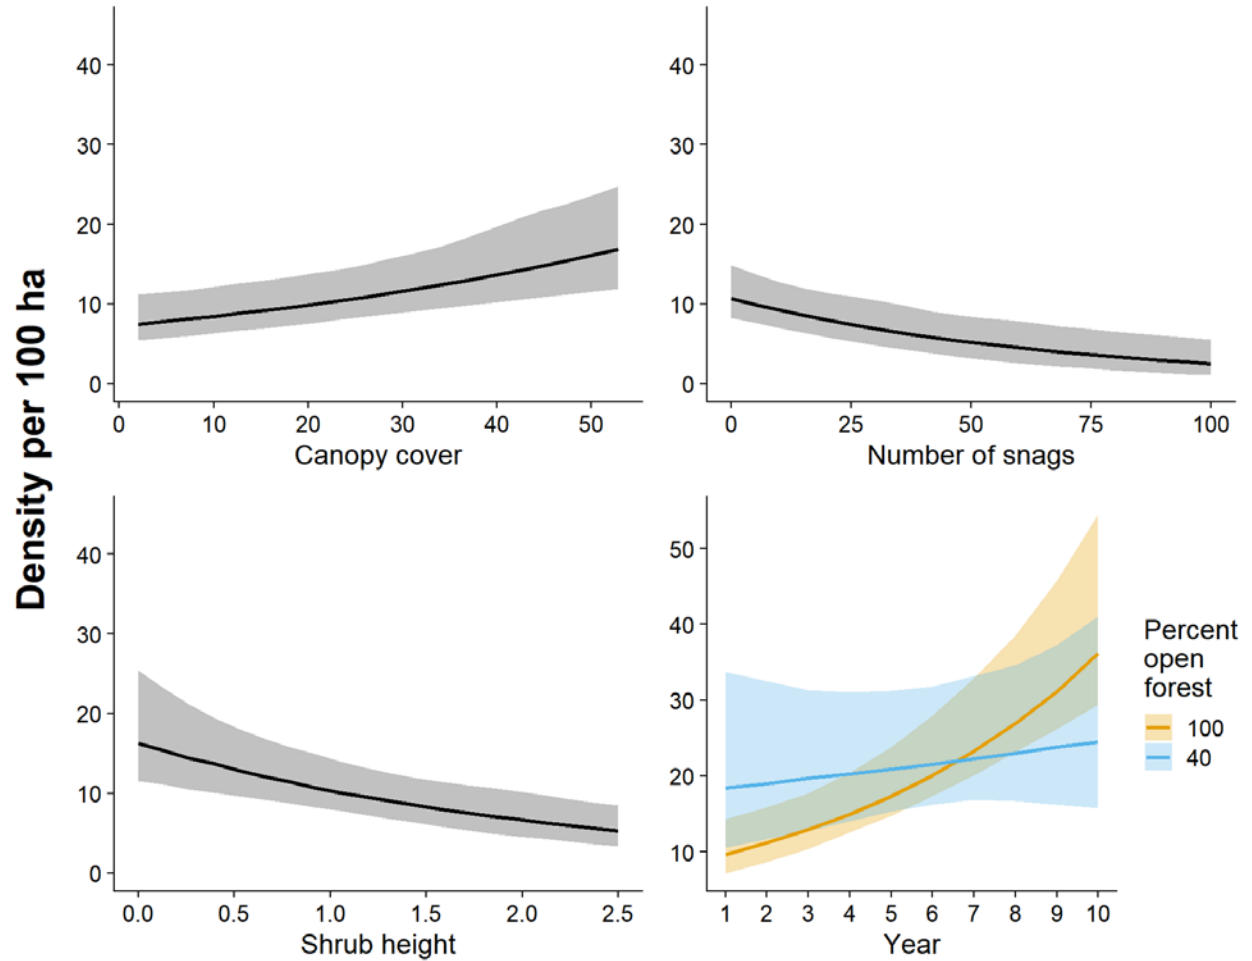 Density per 100 ha
40
30
20
10
0
0 10 20 30 40 50
Canopy cover
40
30
20
10
0
0 25 50 75 100
Number of snags
40
30
20
10
0
0.0 0.5 1.0 1.5 2.0 2.5
Shrub height
50
40
30
20
10
1 2 3 4 5 6 7 8 9 10
Year
Percent
open
forest
100
40